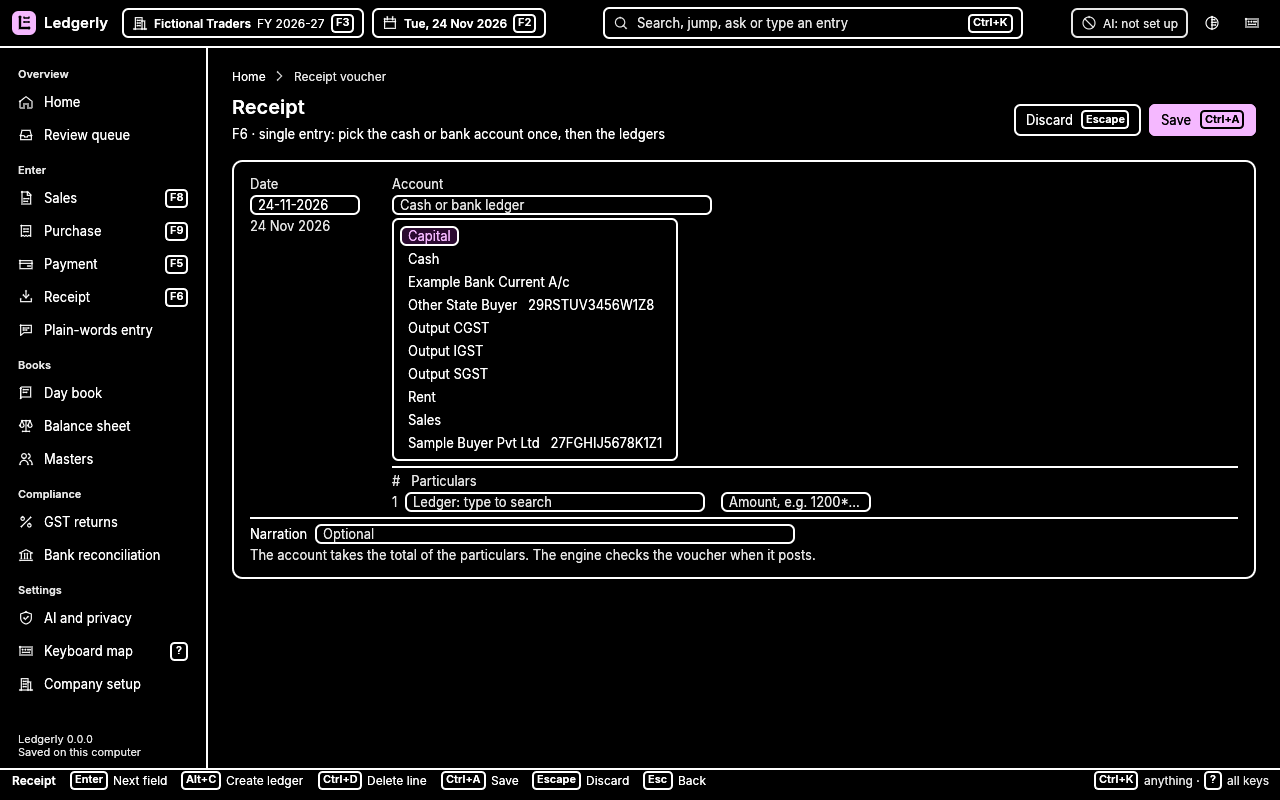 Ledgerly
Fictional Traders FY 2026-27 F3
Tue, 24 Nov 2026 F2
Search, jump, ask or type an entry Ctrl+K
AI: not set up
Overview
Home
Review queue
Enter
Sales F8
Purchase F9
Payment F5
Receipt F6
Plain-words entry
Books
Day book
Balance sheet
Masters
Compliance
GST returns
Bank reconciliation
Settings
AI and privacy
Keyboard map ?
Company setup
Ledgerly 0.0.0
Saved on this computer
Home Receipt voucher
Receipt
F6 · single entry: pick the cash or bank account once, then the ledgers
Discard Escape
Save Ctrl+A
Date
24-11-2026
24 Nov 2026
Account
Cash or bank ledger
Capital
Cash
Example Bank Current A/c
Other State Buyer 29RSTUV3456W1Z8
Output CGST
Output IGST
Output SGST
Rent
Sales
Sample Buyer Pvt Ltd 27FGHIJ5678K1Z1
# Particulars
1 Ledger: type to search Amount, e.g. 1200*...
Narration Optional
The account takes the total of the particulars. The engine checks the voucher when it posts.
Receipt Enter Next field Alt+C Create ledger Ctrl+D Delete line Ctrl+A Save Escape Discard Esc Back Ctrl+K anything · ? all keys